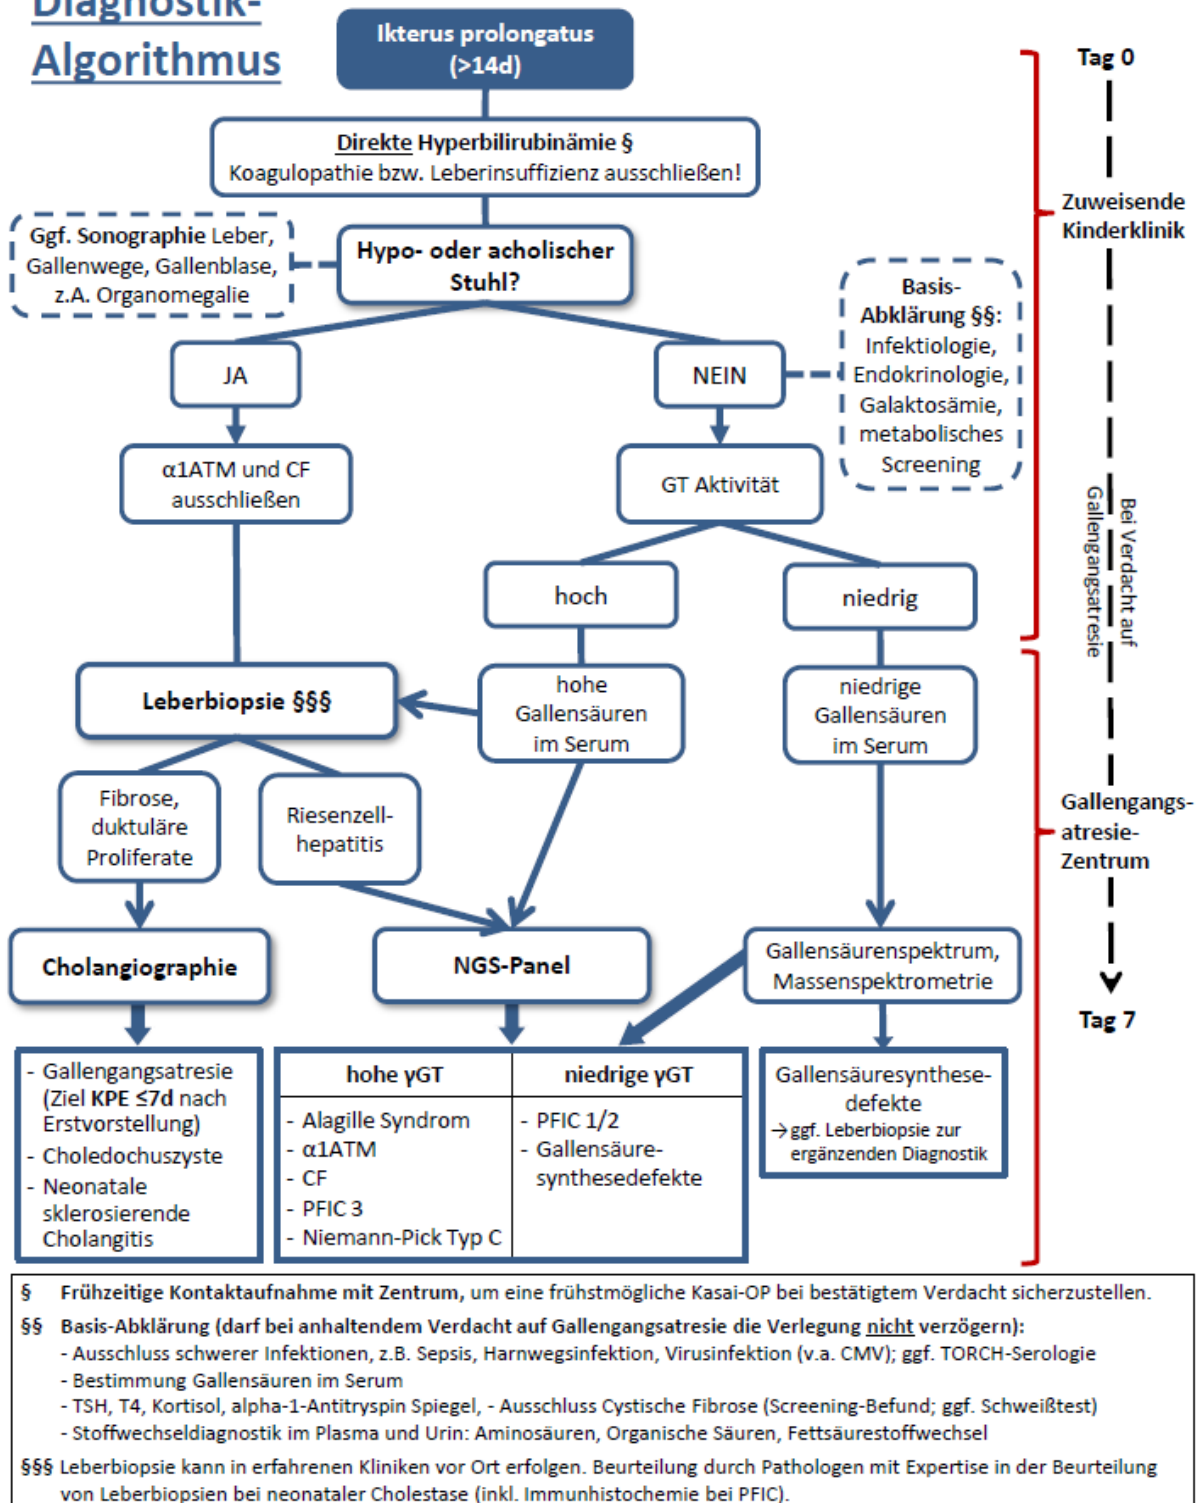 Diagnostik-
Algorithmus
Ikterus prolongatus
(>14d)
Tag 0
Direkte Hyperbilirubinämie §
Koagulopathie bzw. Leberinsuffizienz ausschließen!
Zuweisende
Kinderklinik
Ggf. Sonographie Leber,
Gallenwege, Gallenblase,
z.A. Organomegalie
Hypo- oder acholischer
Stuhl?
Basis-
Abklärung §§:
Infektiologie,
Endokrinologie,
Galaktosämie,
metabolisches
Screening
JA
NEIN
α1ATM und CF
ausschließen
GT Aktivität
Bei Verdacht auf
Gallengangsatresie
hoch
niedrig
Leberbiopsie §§§
hohe
Gallensäuren
im Serum
niedrige
Gallensäuren
im Serum
Fibrose,
duktuläre
Proliferate
Riesenzell-
hepatitis
Gallengangs-
atresie-
Zentrum
Cholangiographie
NGS-Panel
Gallensäurenspektrum,
Massenspektrometrie
Tag 7
- Gallengangsatresie
(Ziel KPE ≤7d nach
Erstvorstellung)
- Choledochuszyste
- Neonatale
sklerosierende
Cholangitis
hohe γGT
- Alagille Syndrom
- α1ATM
- CF
- PFIC 3
- Niemann-Pick Typ C
niedrige γGT
- PFIC 1/2
- Gallensäure-
synthesedefekte
Gallensäuresynthese-
defekte
→ ggf. Leberbiopsie zur
ergänzenden Diagnostik
§ Frühzeitige Kontaktaufnahme mit Zentrum, um eine frühstmögliche Kasai-OP bei bestätigtem Verdacht sicherzustellen.
§§ Basis-Abklärung (darf bei anhaltendem Verdacht auf Gallengangsatresie die Verlegung nicht verzögern):
- Ausschluss schwerer Infektionen, z.B. Sepsis, Harnwegsinfektion, Virusinfektion (v.a. CMV); ggf. TORCH-Serologie
- Bestimmung Gallensäuren im Serum
- TSH, T4, Kortisol, alpha-1-Antitryspin Spiegel, - Ausschluss Cystische Fibrose (Screening-Befund; ggf. Schweißtest)
- Stoffwechseldiagnostik im Plasma und Urin: Aminosäuren, Organische Säuren, Fettsäurestoffwechsel
§§§ Leberbiopsie kann in erfahrenen Kliniken vor Ort erfolgen. Beurteilung durch Pathologen mit Expertise in der Beurteilung
von Leberbiopsien bei neonataler Cholestase (inkl. Immunhistochemie bei PFIC).